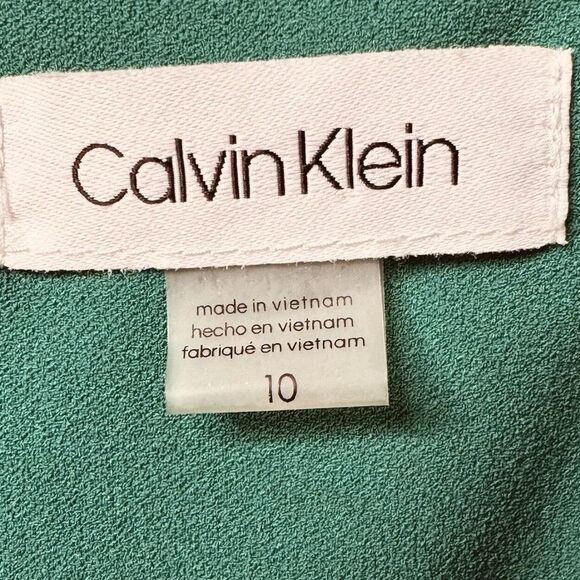 Calvin Klein
made in vietnam
hecho en vietnam
fabriqué en vietnam
10